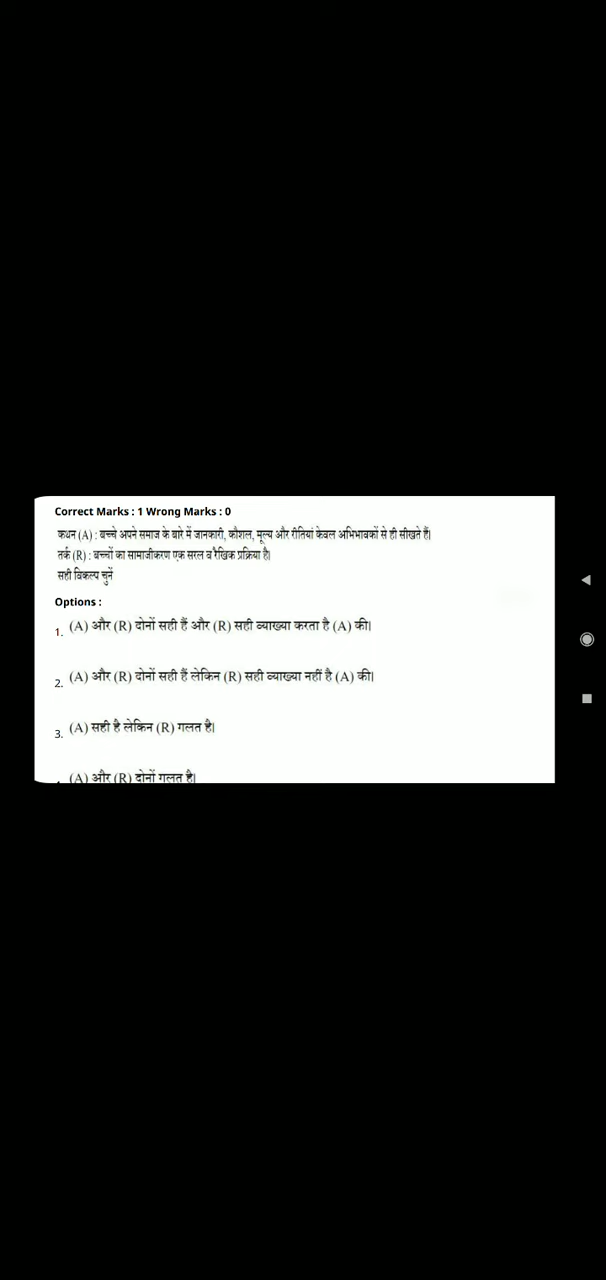 Correct Marks : 1 Wrong Marks : 0
कथन (A) : बच्चे अपने समाज के बारे में जानकारी, कौशल, मूल्य और रीतियां केवल अभिभावकों से ही सीखते हैं।
तर्क (R) : बच्चों का सामाजीकरण एक सरल व रैखिक प्रक्रिया है।
सही विकल्प चुनें
Options :
1. (A) और (R) दोनों सही हैं और (R) सही व्याख्या करता है (A) की।
2. (A) और (R) दोनों सही हैं लेकिन (R) सही व्याख्या नहीं है (A) की।
3. (A) सही है लेकिन (R) गलत है।
(A) और (R) दोनों गलत है।